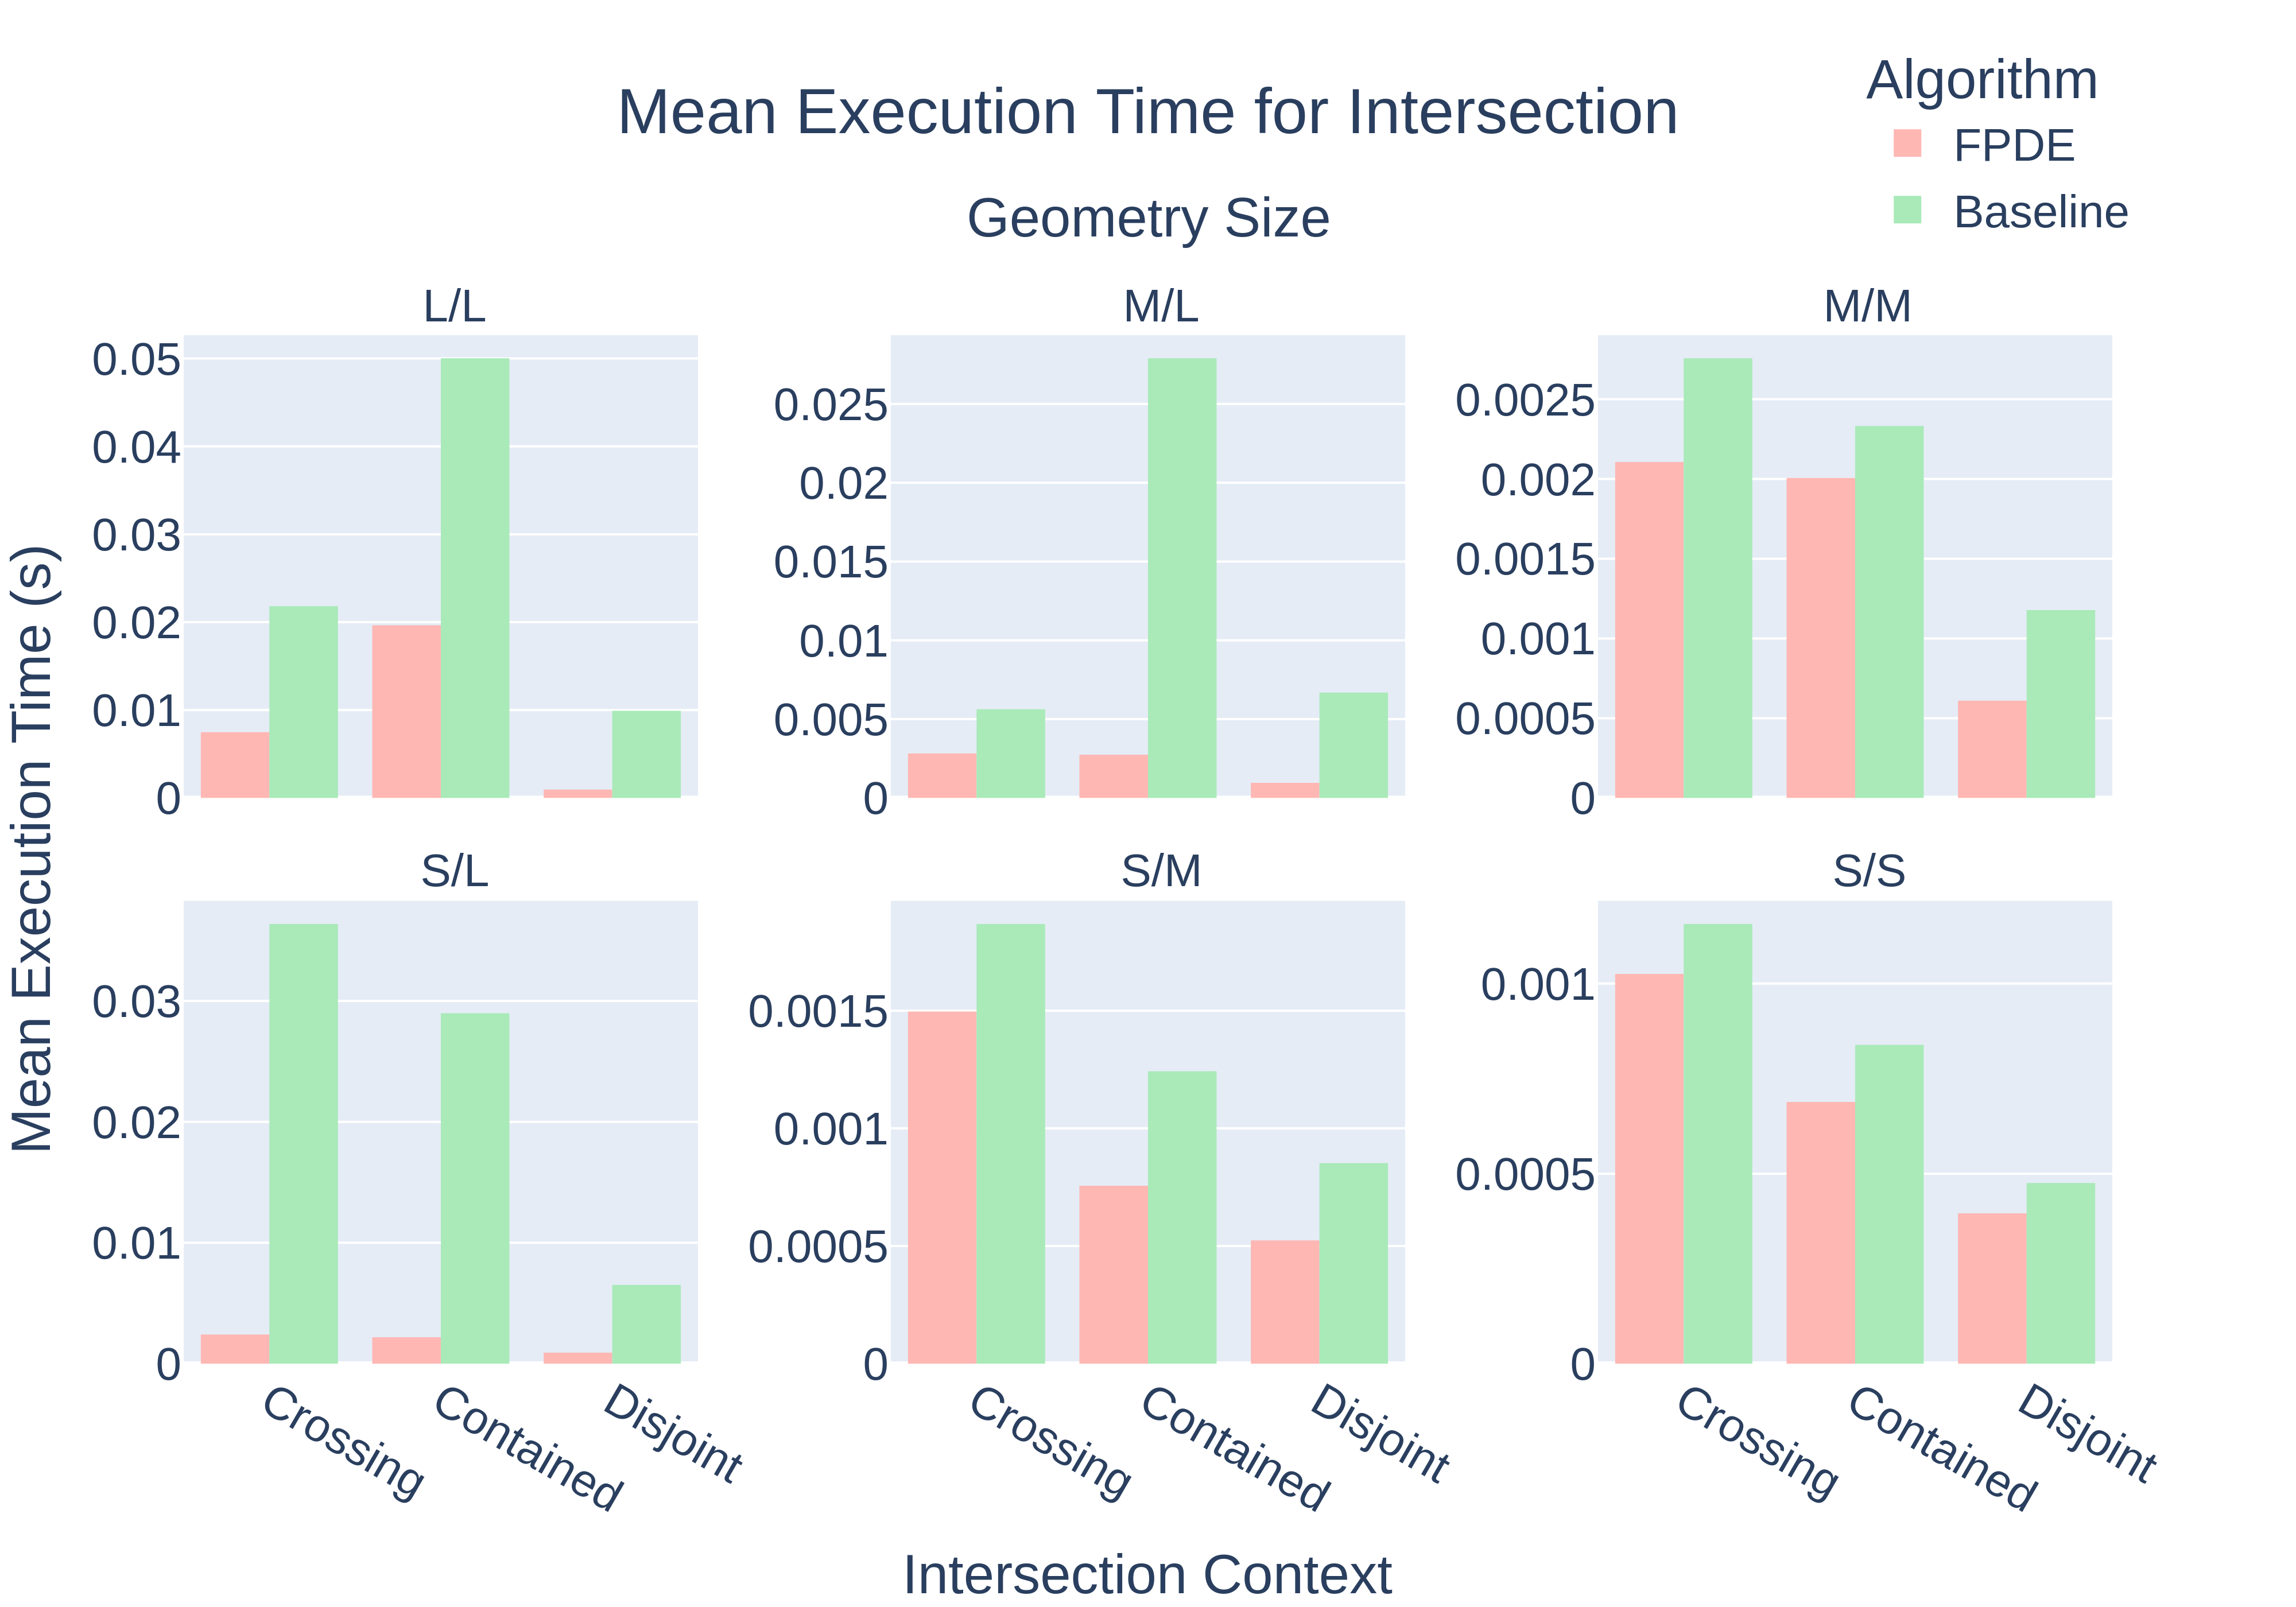 Mean Execution Time for Intersection
Algorithm
FPDE
Baseline
Geometry Size
L/L
M/L
M/M
0.05
0.04
0.03
0.02
0.01
0
0.025
0.02
0.015
0.01
0.005
0
0.0025
0.002
0.0015
0.001
0.0005
0
Mean Execution Time (s)
S/L
S/M
S/S
0.03
0.02
0.01
0
0.0015
0.001
0.0005
0
0.001
0.0005
0
Crossing
Contained
Disjoint
Crossing
Contained
Disjoint
Crossing
Contained
Disjoint
Intersection Context